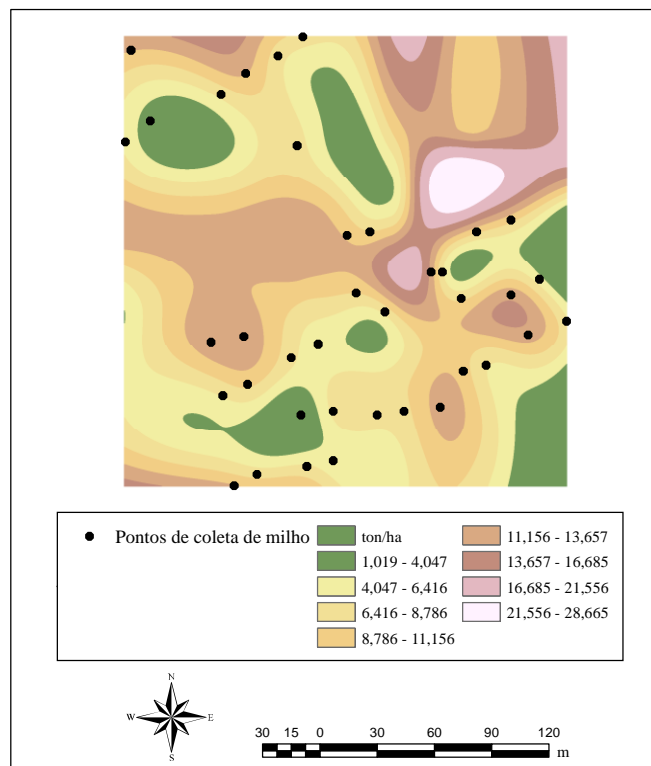 Pontos de coleta de milho
ton/ha
1,019 - 4,047
4,047 - 6,416
6,416 - 8,786
8,786 - 11,156
11,156 - 13,657
13,657 - 16,685
16,685 - 21,556
21,556 - 28,665
N
W E
S
30 15 0 30 60 90 120
m